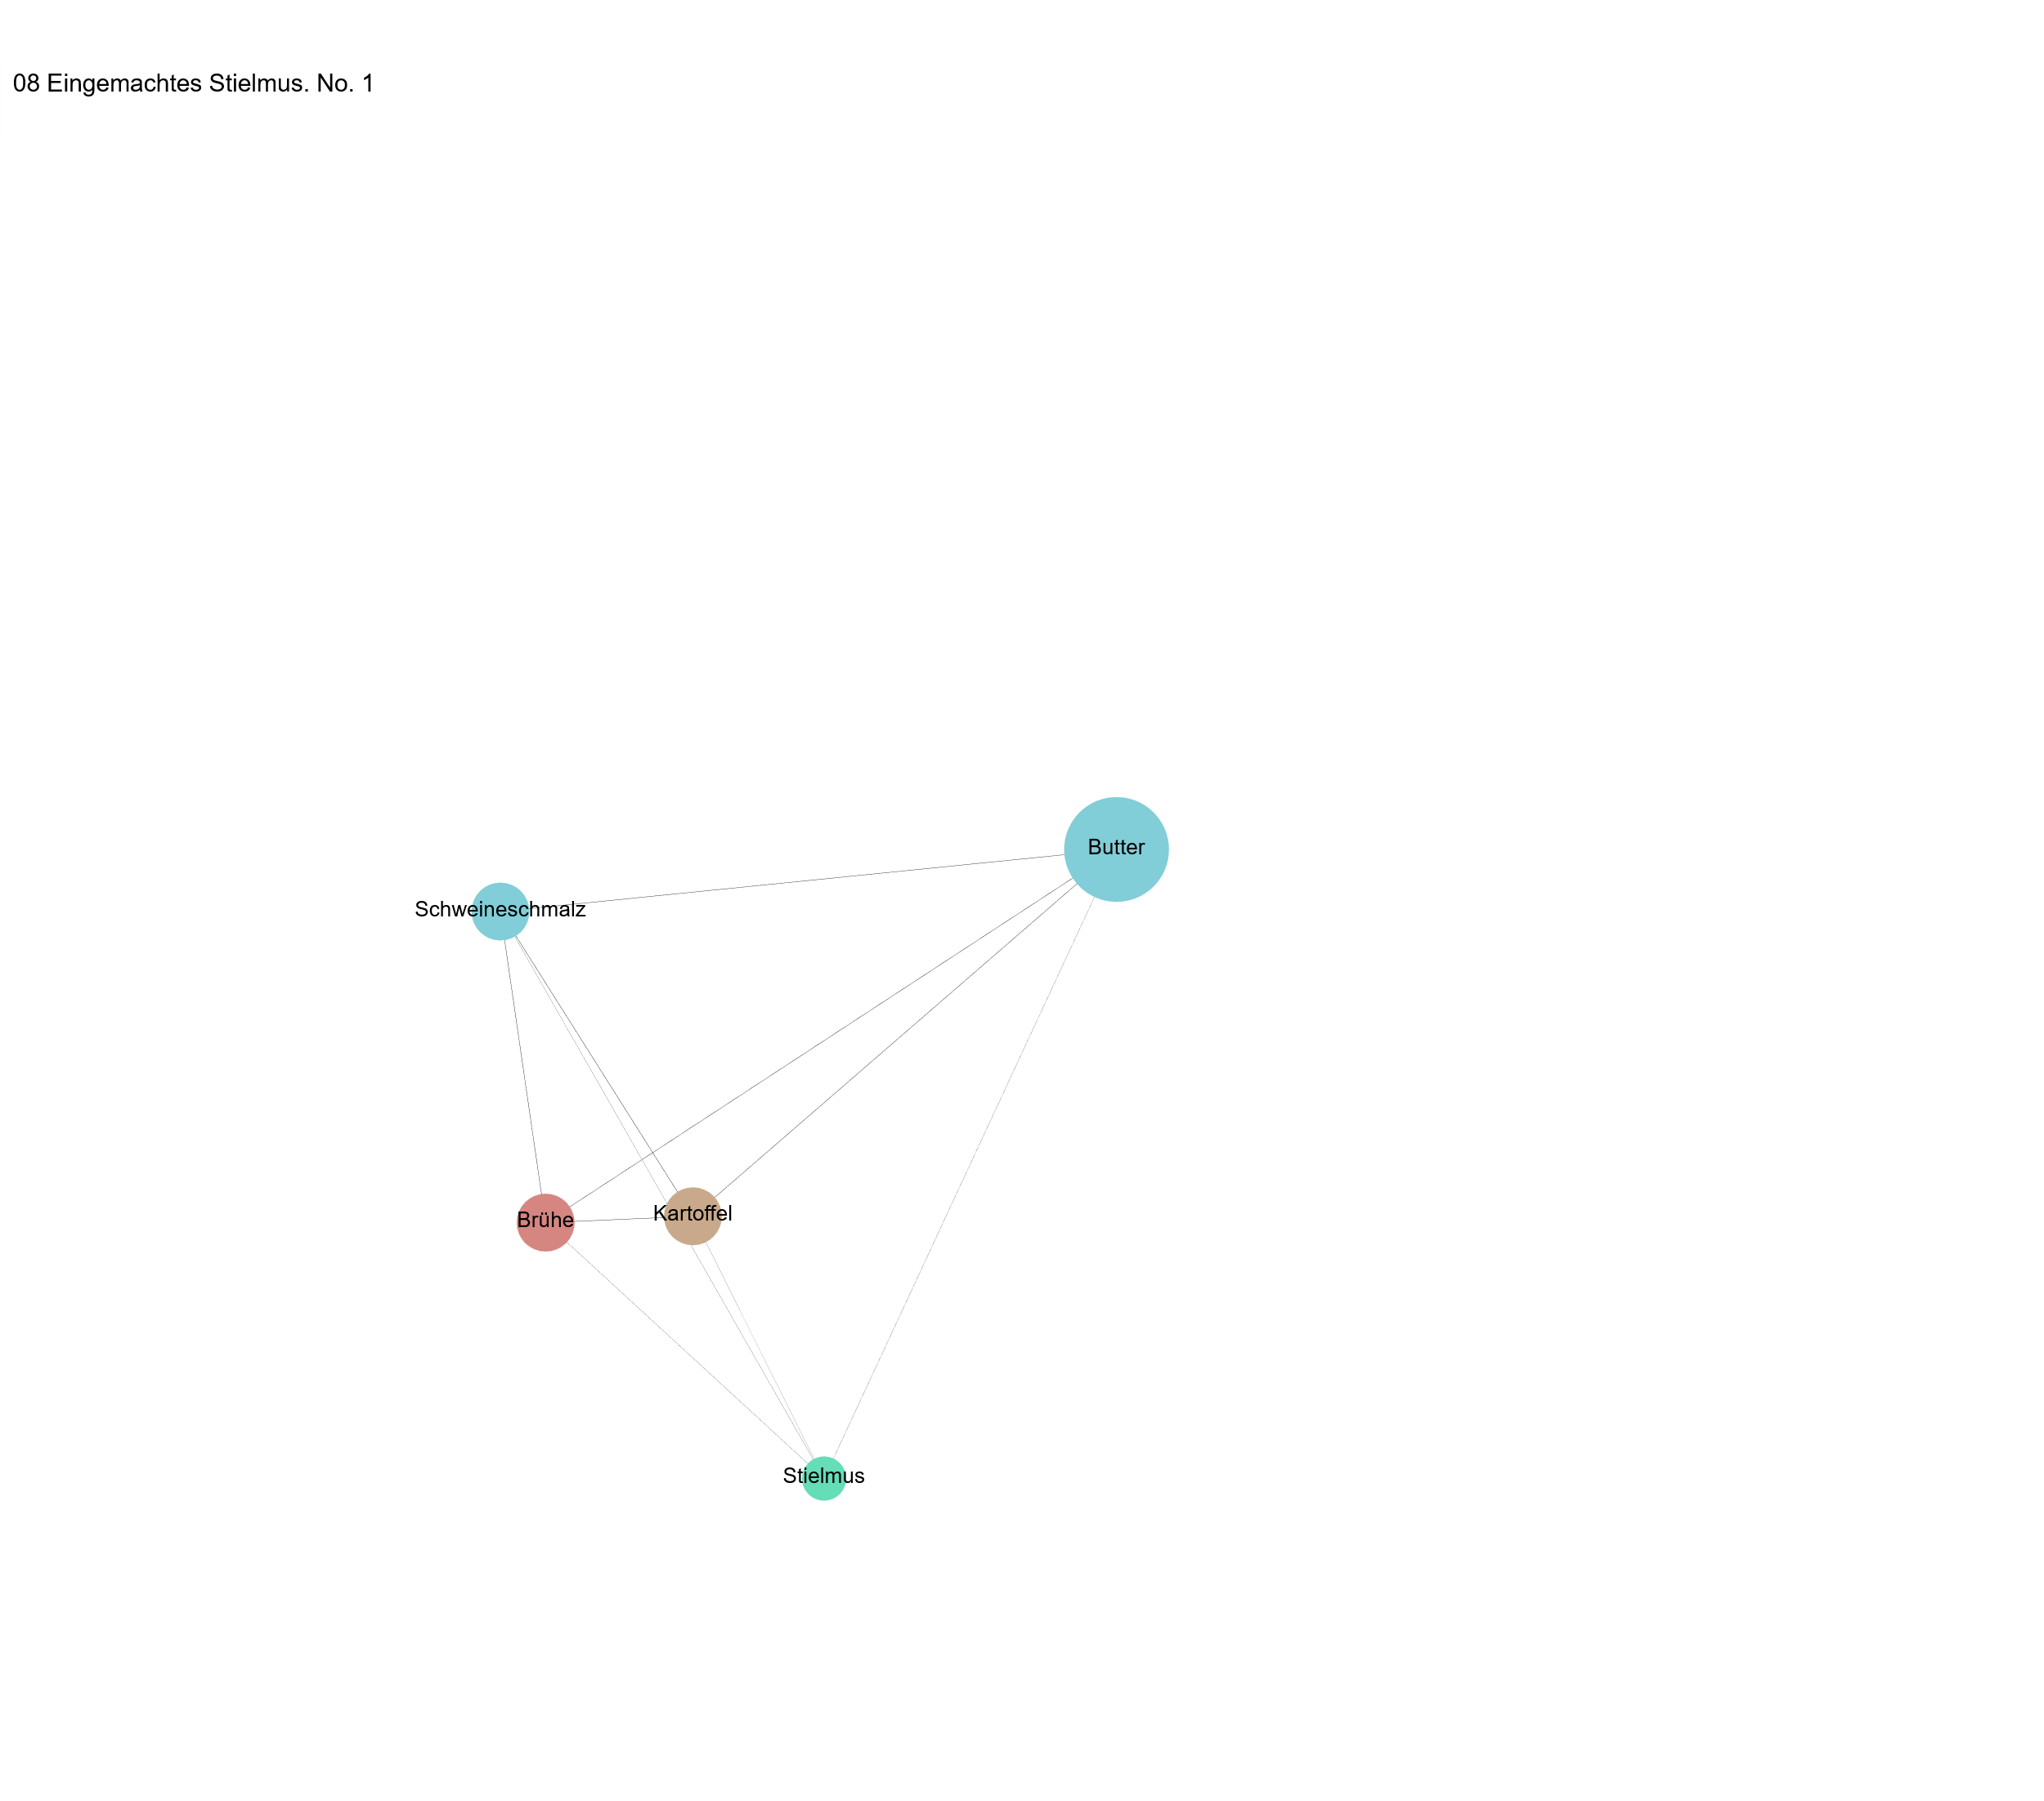 08 Eingemachtes Stielmus. No. 1
Butter
Schweineschmalz
Kartoffel
Brühe
Stielmus